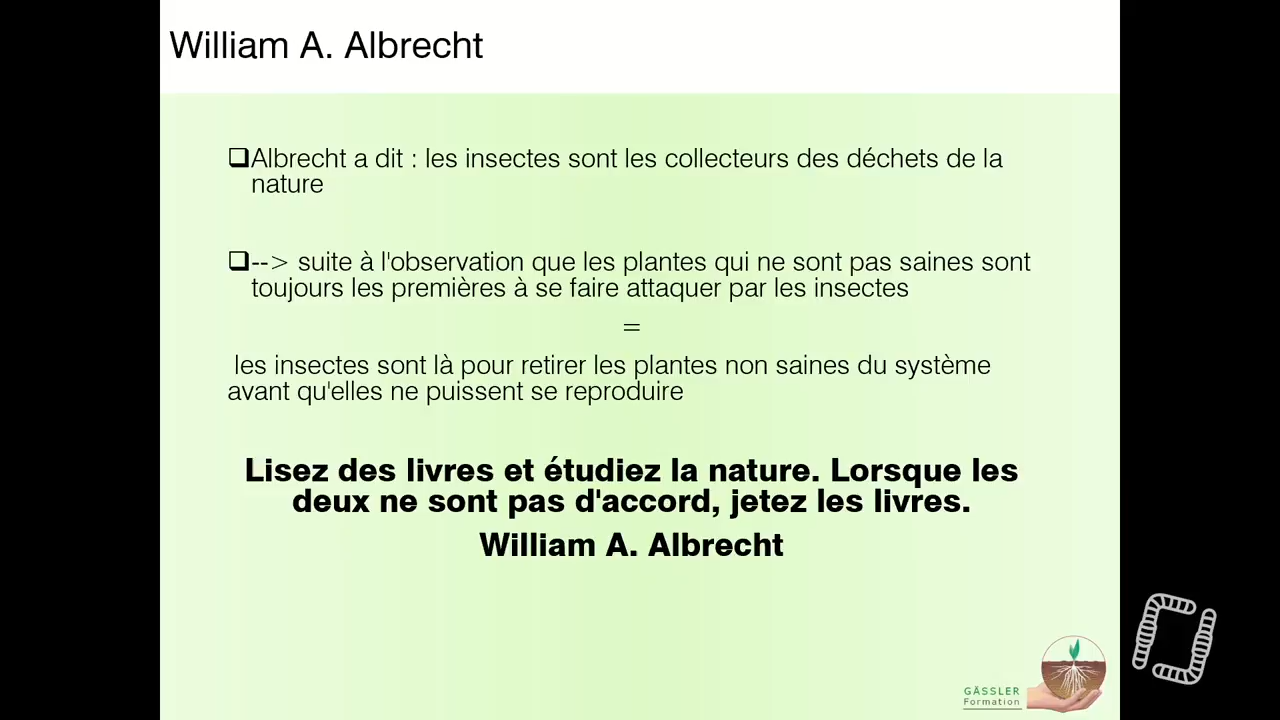 William A. Albrecht
❑Albrecht a dit : les insectes sont les collecteurs des déchets de la
nature
❑--> suite à l'observation que les plantes qui ne sont pas saines sont
toujours les premières à se faire attaquer par les insectes
=
les insectes sont là pour retirer les plantes non saines du système
avant qu'elles ne puissent se reproduire
Lisez des livres et étudiez la nature. Lorsque les
deux ne sont pas d'accord, jetez les livres.
William A. Albrecht
GÄSSLER
Formation